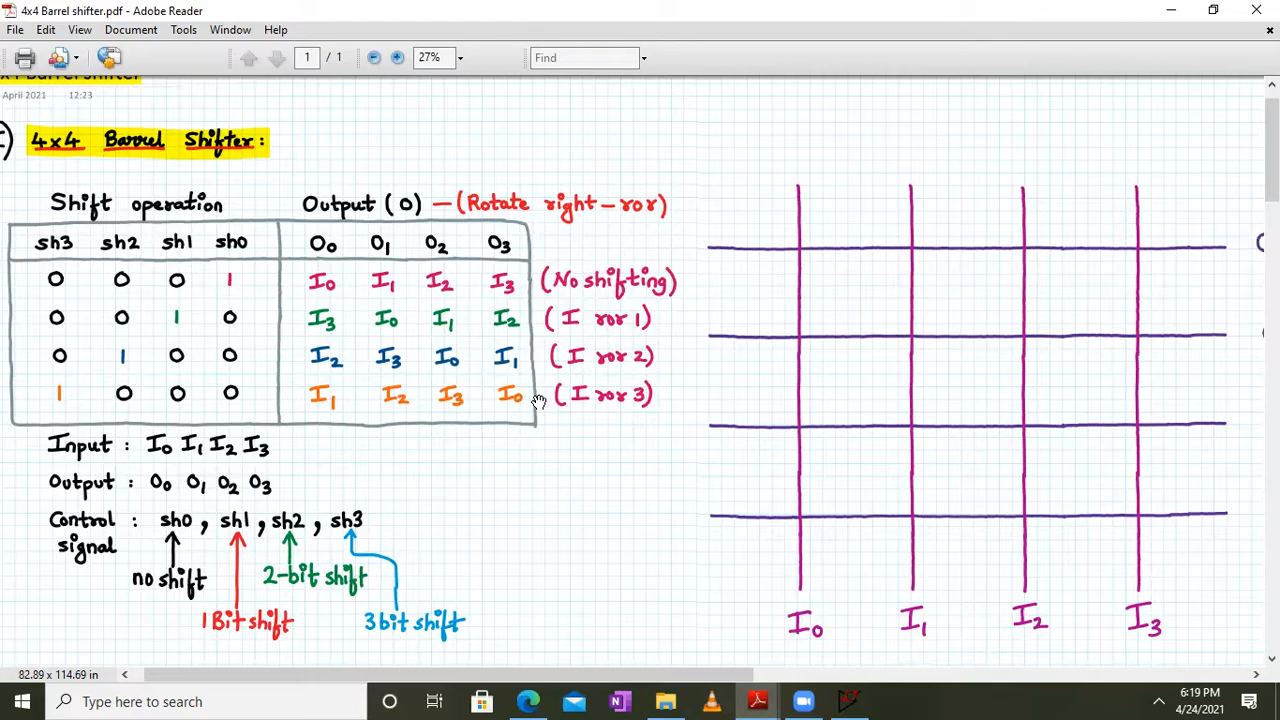 4x4 Barrel shifter.pdf - Adobe Reader
File Edit View Document Tools Window Help
1 / 1 27% Find
4x4 Barrel shifter
April 2021 12:23
4x4 Barrel Shifter:
Shift operation Output (O) - (Rotate right - ror)
sh3 sh2 sh1 sh0 O₀ O₁ O₂ O₃
0 0 0 1 I₀ I₁ I₂ I₃ (No shifting)
0 0 1 0 I₃ I₀ I₁ I₂ (I ror 1)
0 1 0 0 I₂ I₃ I₀ I₁ (I ror 2)
1 0 0 0 I₁ I₂ I₃ I₀ (I ror 3)
Input : I₀ I₁ I₂ I₃
Output : O₀ O₁ O₂ O₃
Control : sh0, sh1, sh2, sh3
signal
no shift
2-bit shift
1 Bit shift
3 bit shift
I₀ I₁ I₂ I₃
82.89 x 114.69 in
Type here to search
6:19 PM
4/24/2021